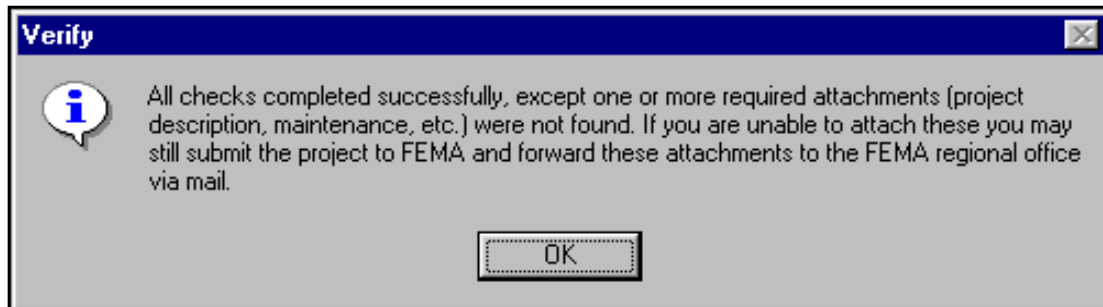 Verify
All checks completed successfully, except one or more required attachments (project
description, maintenance, etc.) were not found. If you are unable to attach these you may
still submit the project to FEMA and forward these attachments to the FEMA regional office
via mail.
OK